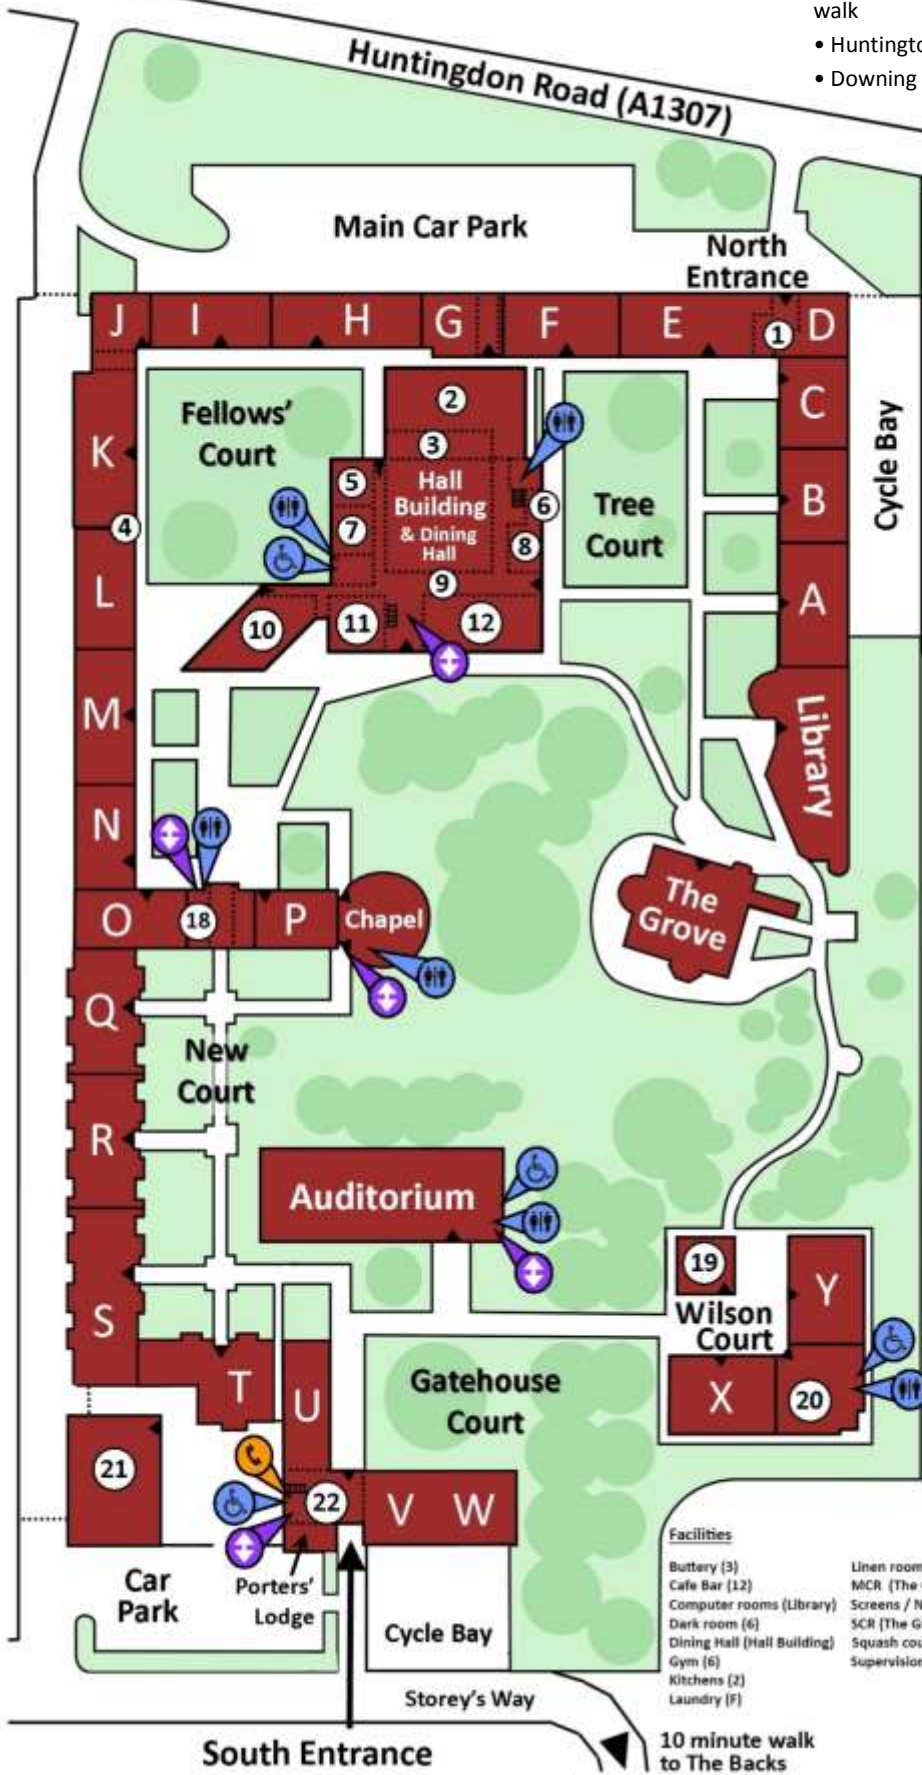 walk
• Huntingto
• Downing
Huntingdon Road (A1307)
Main Car Park
North
Entrance
J
I
H
G
F
E
1
D
C
B
A
Cycle Bay
2
3
Fellows'
Court
K
4
5
Hall
Building
& Dining
Hall
6
7
8
9
Tree
Court
L
10
11
12
M
Library
N
O
18
P
Chapel
The
Grove
Q
New
Court
R
Auditorium
S
19
Wilson
Court
Y
X
20
T
U
Gatehouse
Court
21
22
V
W
Car
Park
Porters'
Lodge
Cycle Bay
Storey's Way
South Entrance
10 minute walk
to The Backs
Facilities
Buttery (3)
Cafe Bar (12)
Computer rooms (Library)
Dark room (6)
Dining Hall (Hall Building)
Gym (6)
Kitchens (2)
Laundry (F)
Linen room
MCR (The
Screens / N
SCR (The G
Squash cou
Supervision